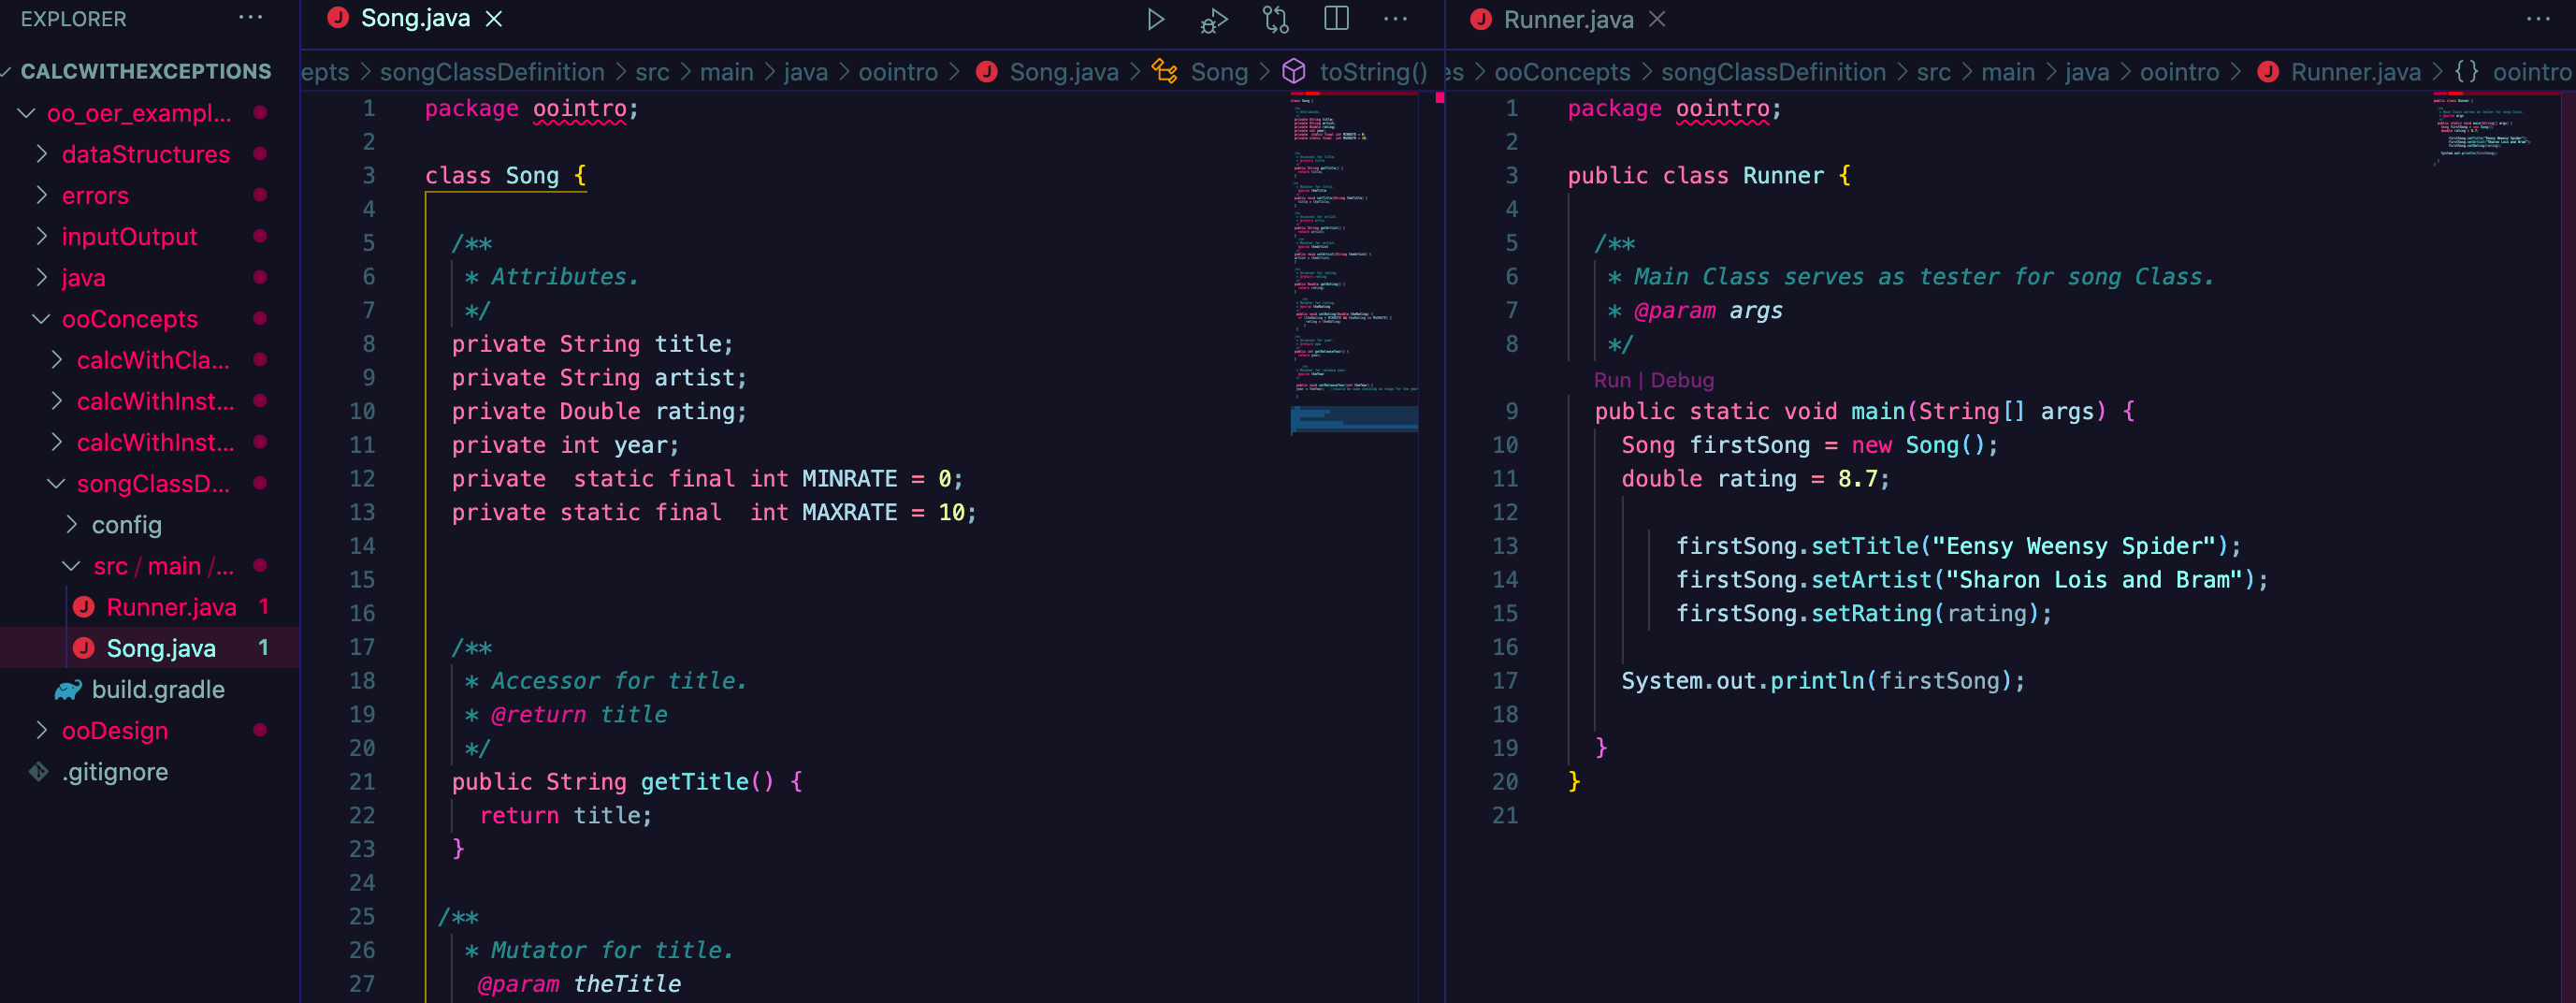 EXPLORER ···
CALCWITHEXCEPTIONS
oo_oer_exampl...
dataStructures
errors
inputOutput
java
ooConcepts
calcWithCla...
calcWithInst...
calcWithInst...
songClassD...
config
src / main /...
Runner.java 1
Song.java 1
build.gradle
ooDesign
.gitignore
Song.java
epts > songClassDefinition > src > main > java > oointro > Song.java > Song > toString()
1 package oointro;
2
3 class Song {
4
5 /**
6 * Attributes.
7 */
8 private String title;
9 private String artist;
10 private Double rating;
11 private int year;
12 private  static final int MINRATE = 0;
13 private static final  int MAXRATE = 10;
14
15
16
17 /**
18 * Accessor for title.
19 * @return title
20 */
21 public String getTitle() {
22 return title;
23 }
24
25 /**
26 * Mutator for title.
27 @param theTitle
Runner.java
es > ooConcepts > songClassDefinition > src > main > java > oointro > Runner.java > {} oointro
1 package oointro;
2
3 public class Runner {
4
5 /**
6 * Main Class serves as tester for song Class.
7 * @param args
8 */
Run | Debug
9 public static void main(String[] args) {
10 Song firstSong = new Song();
11 double rating = 8.7;
12
13 firstSong.setTitle("Eensy Weensy Spider");
14 firstSong.setArtist("Sharon Lois and Bram");
15 firstSong.setRating(rating);
16
17 System.out.println(firstSong);
18
19 }
20 }
21